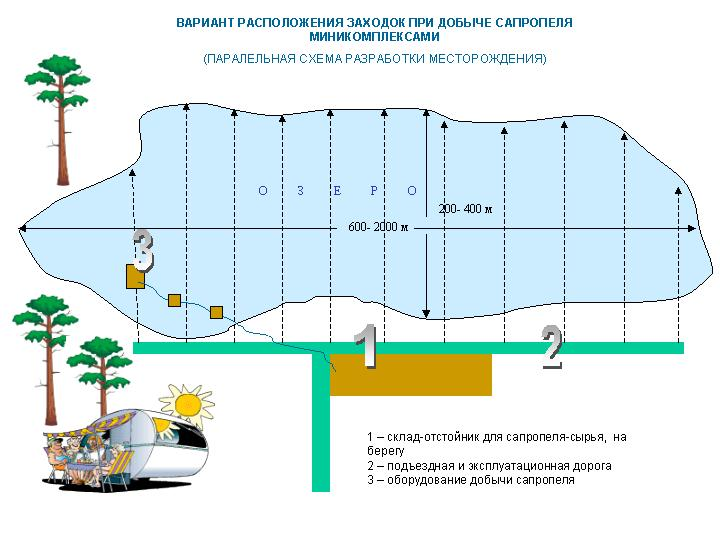 ВАРИАНТ РАСПОЛОЖЕНИЯ ЗАХОДОК ПРИ ДОБЫЧЕ САПРОПЕЛЯ
МИНИКОМПЛЕКСАМИ
(ПАРАЛЕЛЬНАЯ СХЕМА РАЗРАБОТКИ МЕСТОРОЖДЕНИЯ)
О З Е Р О
200- 400 м
600- 2000 м
3
1
2
1 – склад-отстойник для сапропеля-сырья, на
берегу
2 – подъездная и эксплуатационная дорога
3 – оборудование добычи сапропеля